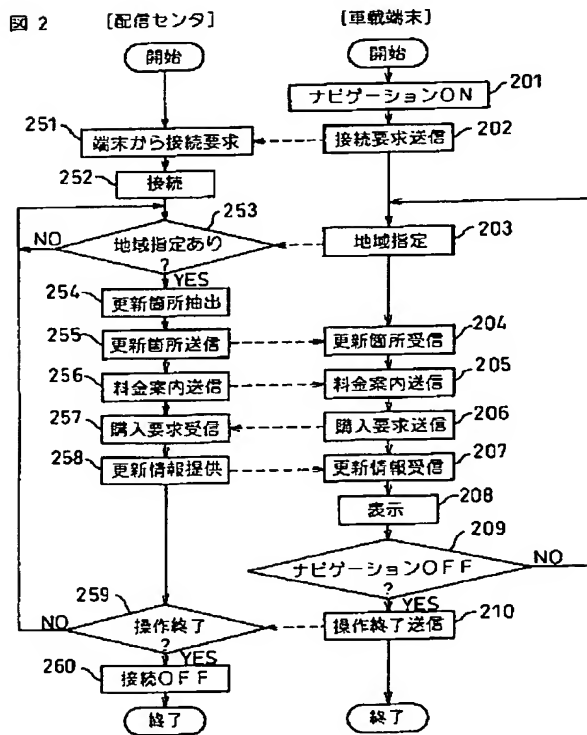 図 2
[配信センタ]
[車載端末]
開始
開始
ナビゲーションON
201
251
端末から接続要求
接続要求送信
202
252
接続
253
NO
地域指定あり
?
YES
地域指定
203
254
更新箇所抽出
255
更新箇所送信
更新箇所受信
204
256
料金案内送信
料金案内送信
205
257
購入要求受信
購入要求送信
206
258
更新情報提供
更新情報受信
207
表示
208
209
ナビゲーションOFF
?
NO
YES
259
NO
操作終了
?
YES
操作終了送信
210
260
接続OFF
終了
終了